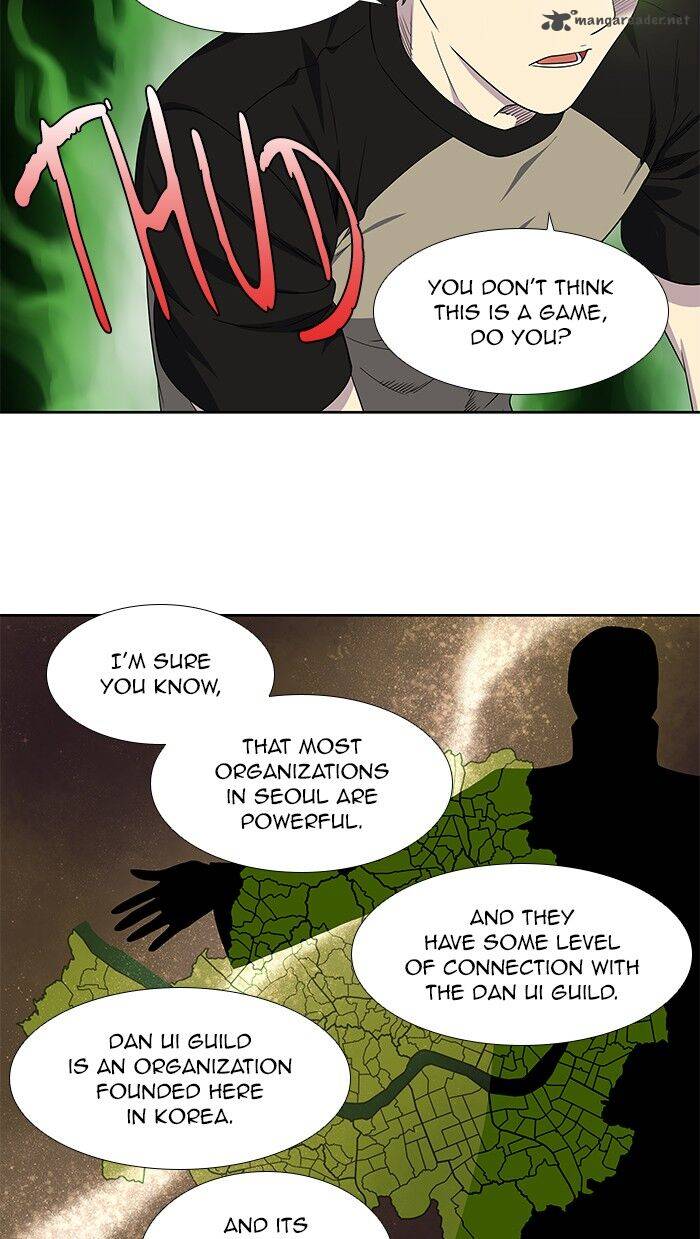 mangareader.net
THUD
YOU DON'T THINK
THIS IS A GAME,
DO YOU?
I'M SURE
YOU KNOW,
THAT MOST
ORGANIZATIONS
IN SEOUL ARE
POWERFUL.
AND THEY
HAVE SOME LEVEL
OF CONNECTION WITH
THE DAN UI GUILD.
DAN UI GUILD
IS AN ORGANIZATION
FOUNDED HERE
IN KOREA.
AND ITS